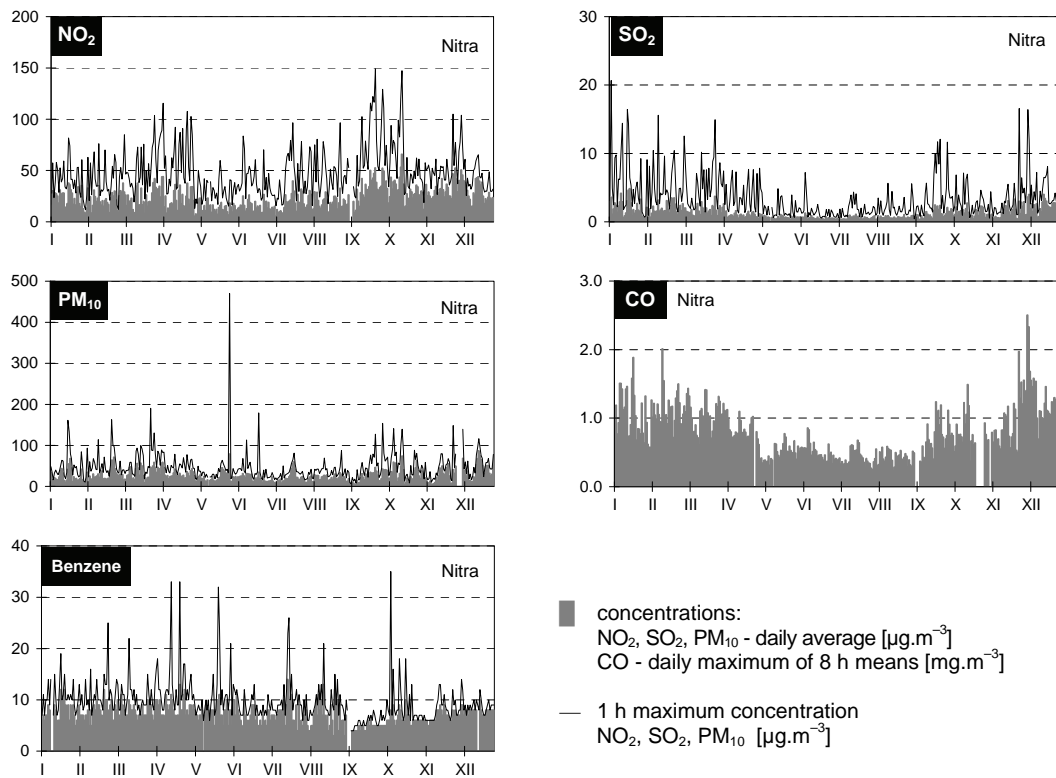 NO₂
Nitra
200
150
100
50
0
I II III IV V VI VII VIII IX X XI XII
SO₂
Nitra
30
20
10
0
I II III IV V VI VII VIII IX X XI XII
PM₁₀
Nitra
500
400
300
200
100
0
I II III IV V VI VII VIII IX X XI XII
CO Nitra
3.0
2.0
1.0
0.0
I II III IV V VI VII VIII IX X XI XII
Benzene
Nitra
40
30
20
10
0
I II III IV V VI VII VIII IX X XI XII
concentrations:
NO₂, SO₂, PM₁₀ - daily average [µg.m⁻³]
CO - daily maximum of 8 h means [mg.m⁻³]
1 h maximum concentration
NO₂, SO₂, PM₁₀ [µg.m⁻³]